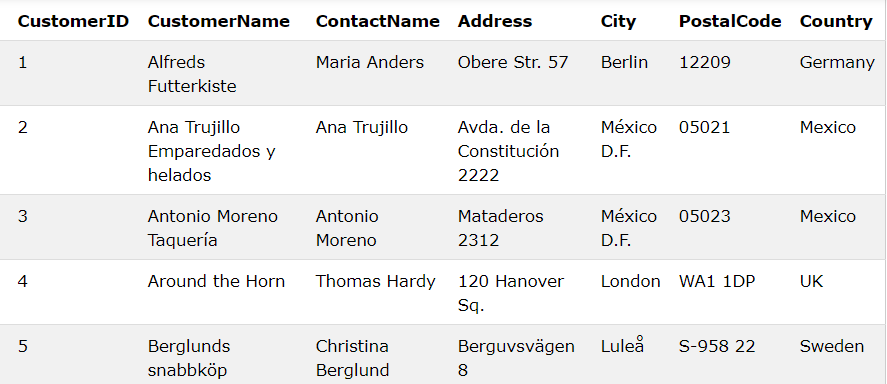 CustomerID CustomerName ContactName Address City PostalCode Country
1 Alfreds Maria Anders Obere Str. 57 Berlin 12209 Germany
Futterkiste
2 Ana Trujillo Ana Trujillo Avda. de la México 05021 Mexico
Emparedados y Constitución D.F.
helados 2222
3 Antonio Moreno Antonio Mataderos México 05023 Mexico
Taquería Moreno 2312 D.F.
4 Around the Horn Thomas Hardy 120 Hanover London WA1 1DP UK
Sq.
5 Berglunds Christina Berguvsvägen Luleå S-958 22 Sweden
snabbköp Berglund 8